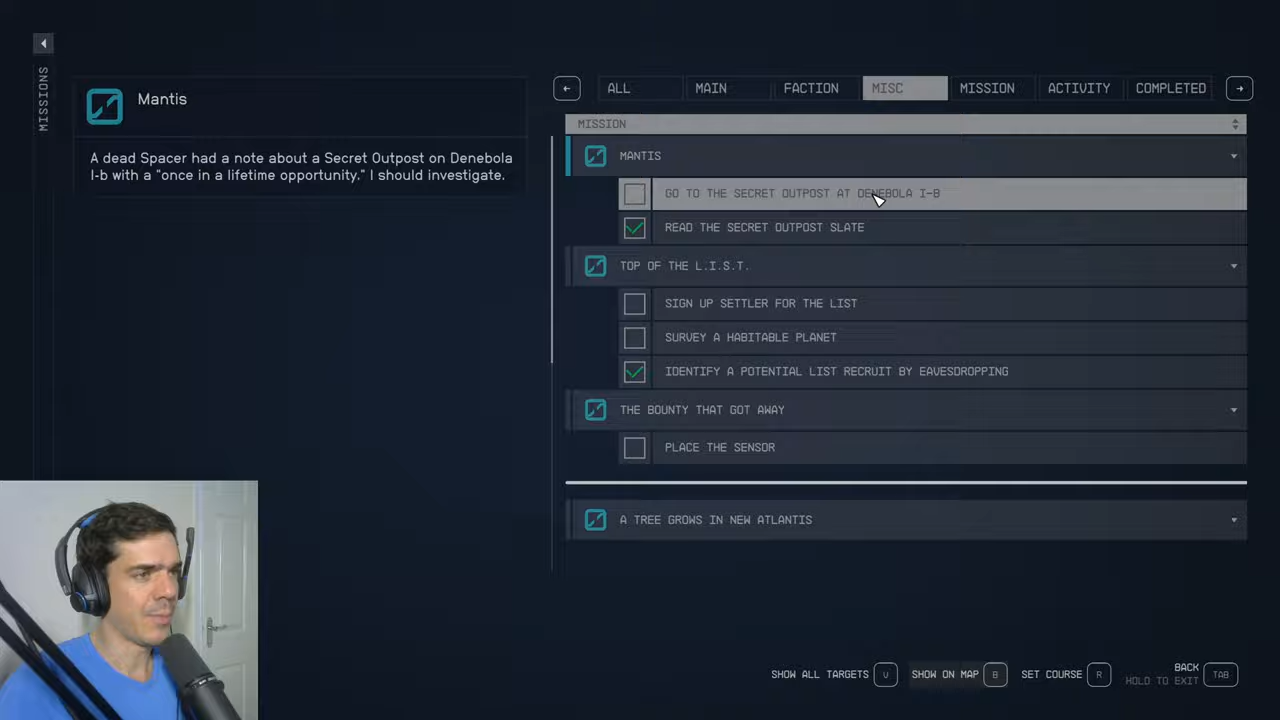 MISSIONS
Mantis
A dead Spacer had a note about a Secret Outpost on Denebola
I-b with a "once in a lifetime opportunity." I should investigate.
ALL
MAIN
FACTION
MISC
MISSION
ACTIVITY
COMPLETED
MISSION
MANTIS
GO TO THE SECRET OUTPOST AT DENEBOLA I-B
READ THE SECRET OUTPOST SLATE
TOP OF THE L.I.S.T.
SIGN UP SETTLER FOR THE LIST
SURVEY A HABITABLE PLANET
IDENTIFY A POTENTIAL LIST RECRUIT BY EAVESDROPPING
THE BOUNTY THAT GOT AWAY
PLACE THE SENSOR
A TREE GROWS IN NEW ATLANTIS
SHOW ALL TARGETS V
SHOW ON MAP B
SET COURSE R
BACK
HOLD TO EXIT TAB